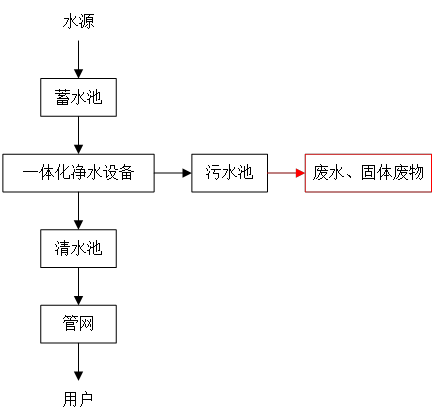 水源
蓄水池
一体化净水设备
污水池
废水、固体废物
清水池
管网
用户